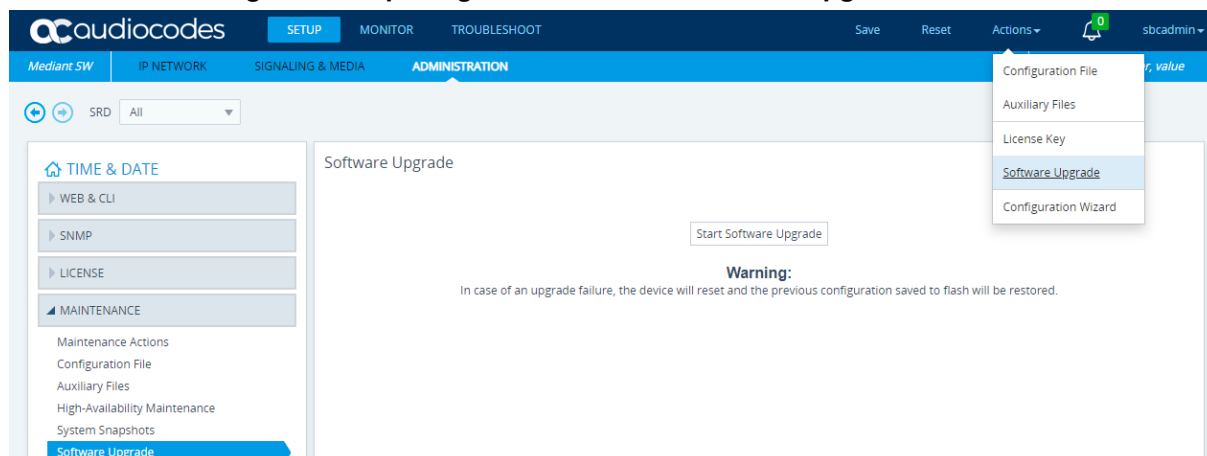 audiocodes SETUP MONITOR TROUBLESHOOT Save Reset Actions 0 sbcadmin
Mediant SW IP NETWORK SIGNALING & MEDIA ADMINISTRATION value
SRD All
Configuration File
Auxiliary Files
License Key
Software Upgrade
Configuration Wizard
TIME & DATE
WEB & CLI
SNMP
LICENSE
MAINTENANCE
Maintenance Actions
Configuration File
Auxiliary Files
High-Availability Maintenance
System Snapshots
Software Upgrade
Software Upgrade
Start Software Upgrade
Warning:
In case of an upgrade failure, the device will reset and the previous configuration saved to flash will be restored.